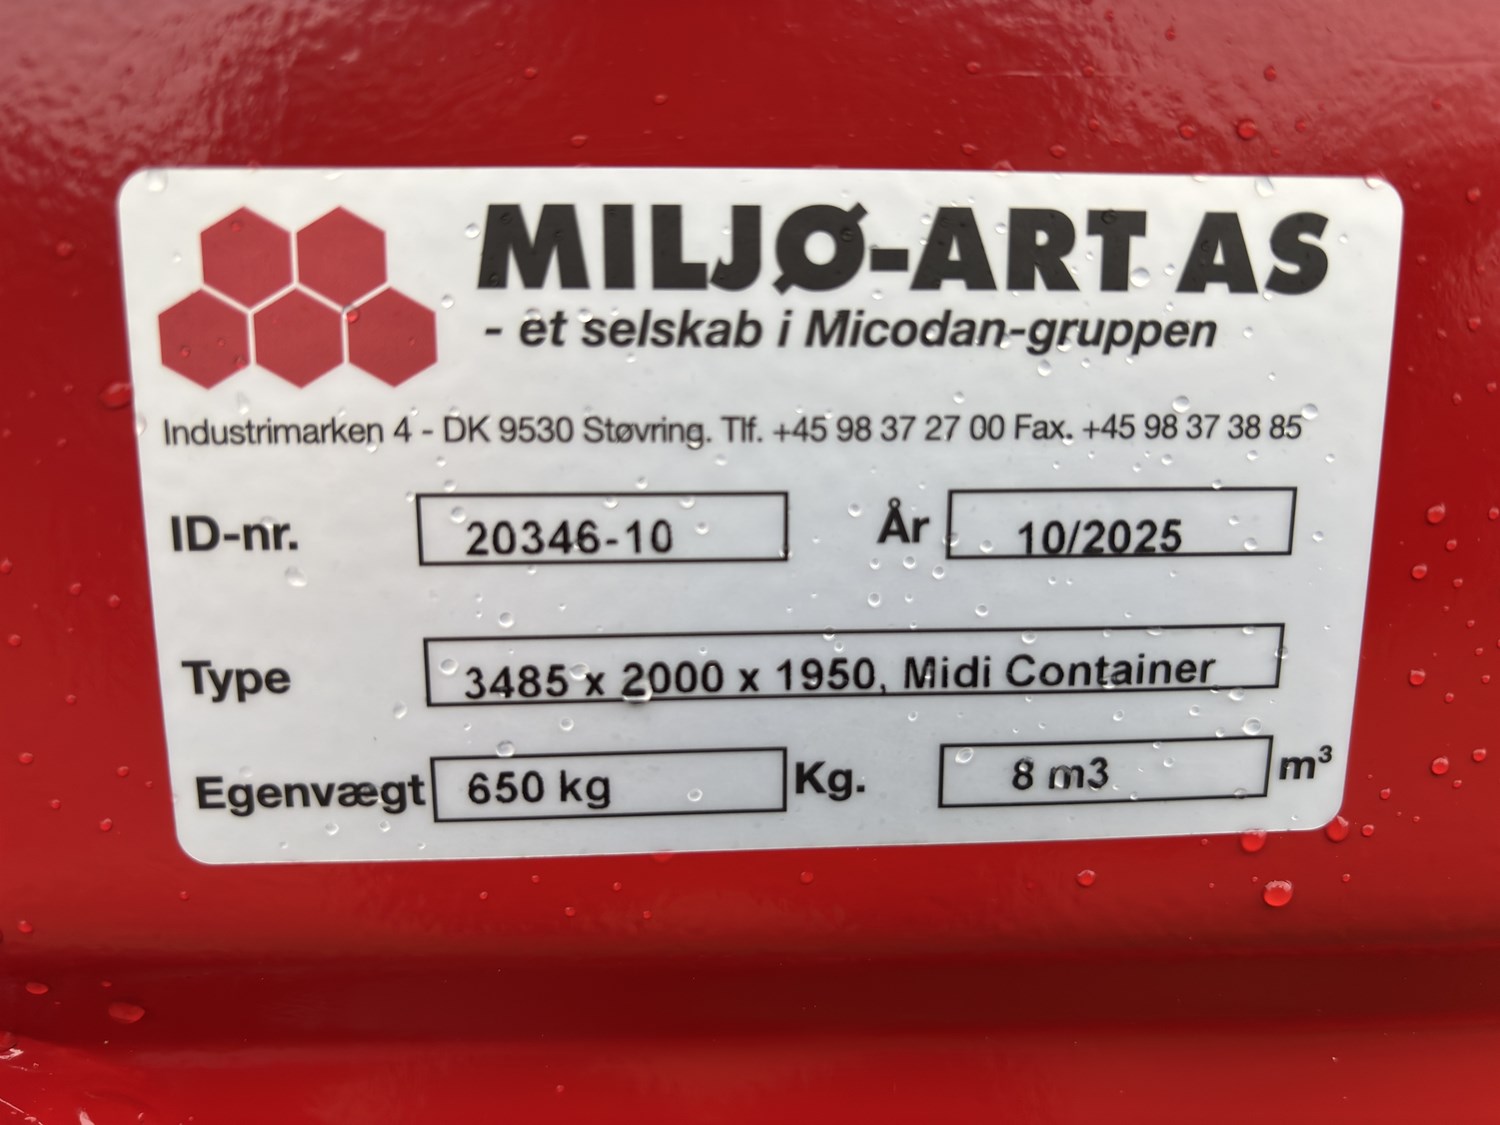 MILJØ-ART AS
- et selskab i Micodan-gruppen
Industrimarken 4 - DK 9530 Støvring. Tlf. +45 98 37 27 00 Fax. +45 98 37 38 85
ID-nr. 20346-10 År 10/2025
Type 3485 x 2000 x 1950, Midi Container
Egenvægt 650 kg Kg. 8 m3 m³